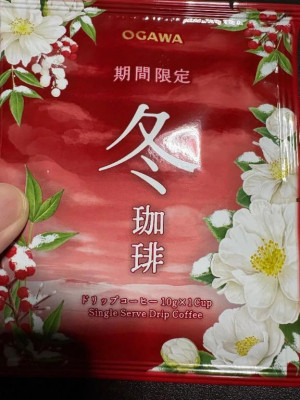 OGAWA
期間限定
冬
珈琲
ドリップコーヒー 10g×1Cup
Single Serve Drip Coffee